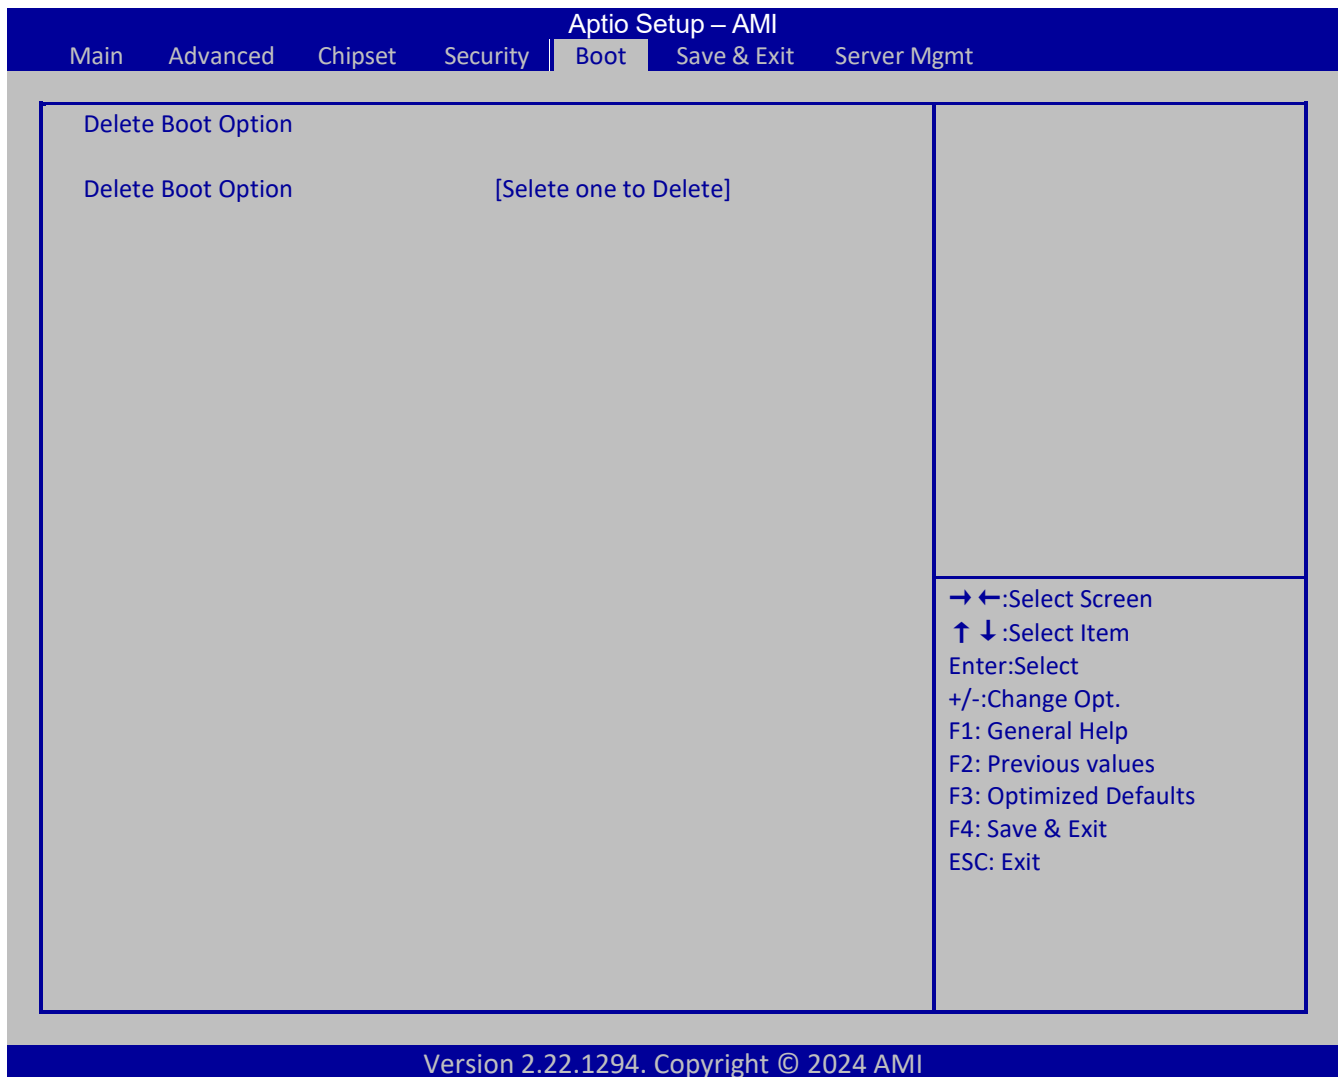 Aptio Setup – AMI
Main Advanced Chipset Security Boot Save & Exit Server Mgmt
Delete Boot Option
Delete Boot Option [Selete one to Delete]
→ ←:Select Screen
↑ ↓ :Select Item
Enter:Select
+/-:Change Opt.
F1: General Help
F2: Previous values
F3: Optimized Defaults
F4: Save & Exit
ESC: Exit
Version 2.22.1294. Copyright © 2024 AMI